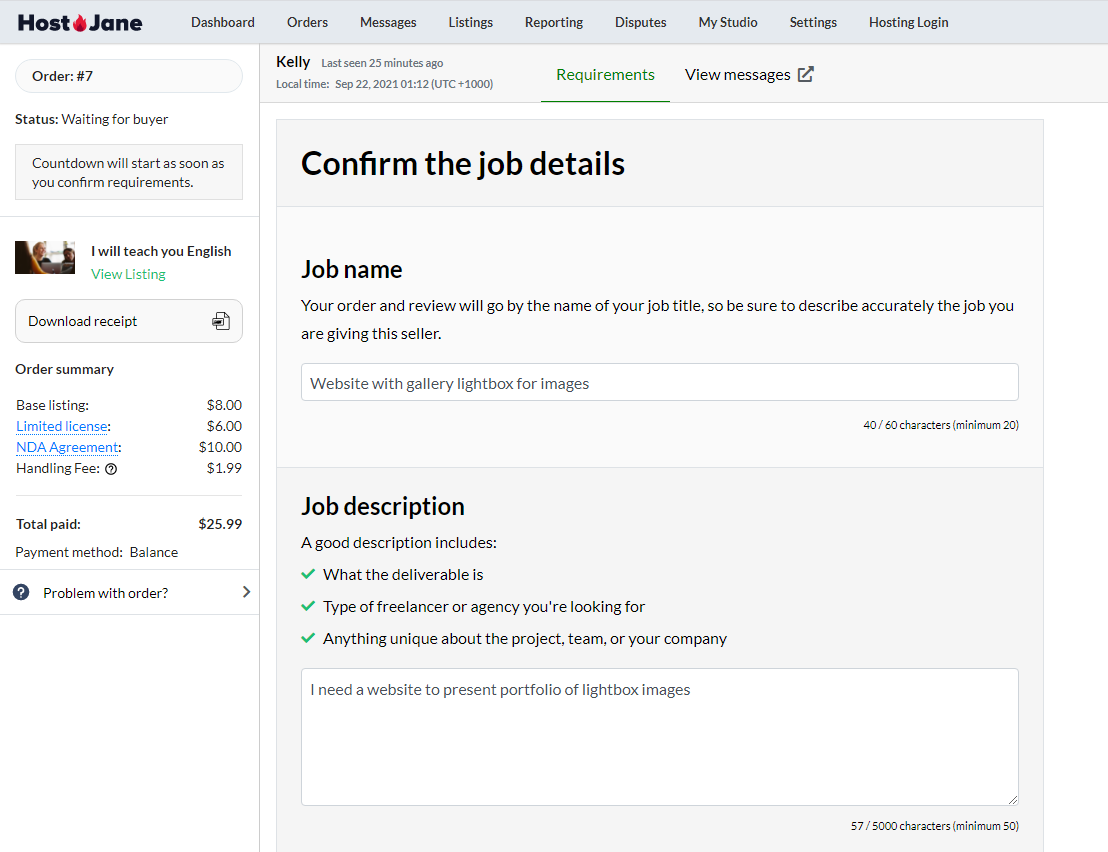 Host Jane
Dashboard
Orders
Messages
Listings
Reporting
Disputes
My Studio
Settings
Hosting Login
Order: #7
Status: Waiting for buyer
Countdown will start as soon as
you confirm requirements.
I will teach you English
View Listing
Download receipt
Order summary
Base listing: $8.00
Limited license: $6.00
NDA Agreement: $10.00
Handling Fee: $1.99
Total paid: $25.99
Payment method: Balance
Problem with order?
Kelly Last seen 25 minutes ago
Local time: Sep 22, 2021 01:12 (UTC +1000)
Requirements
View messages
Confirm the job details
Job name
Your order and review will go by the name of your job title, so be sure to describe accurately the job you
are giving this seller.
Website with gallery lightbox for images
40 / 60 characters (minimum 20)
Job description
A good description includes:
What the deliverable is
Type of freelancer or agency you're looking for
Anything unique about the project, team, or your company
I need a website to present portfolio of lightbox images
57 / 5000 characters (minimum 50)